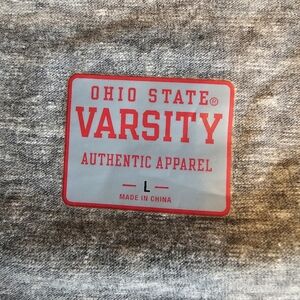 OHIO STATE®
VARSITY
AUTHENTIC APPAREL
— L —
MADE IN CHINA